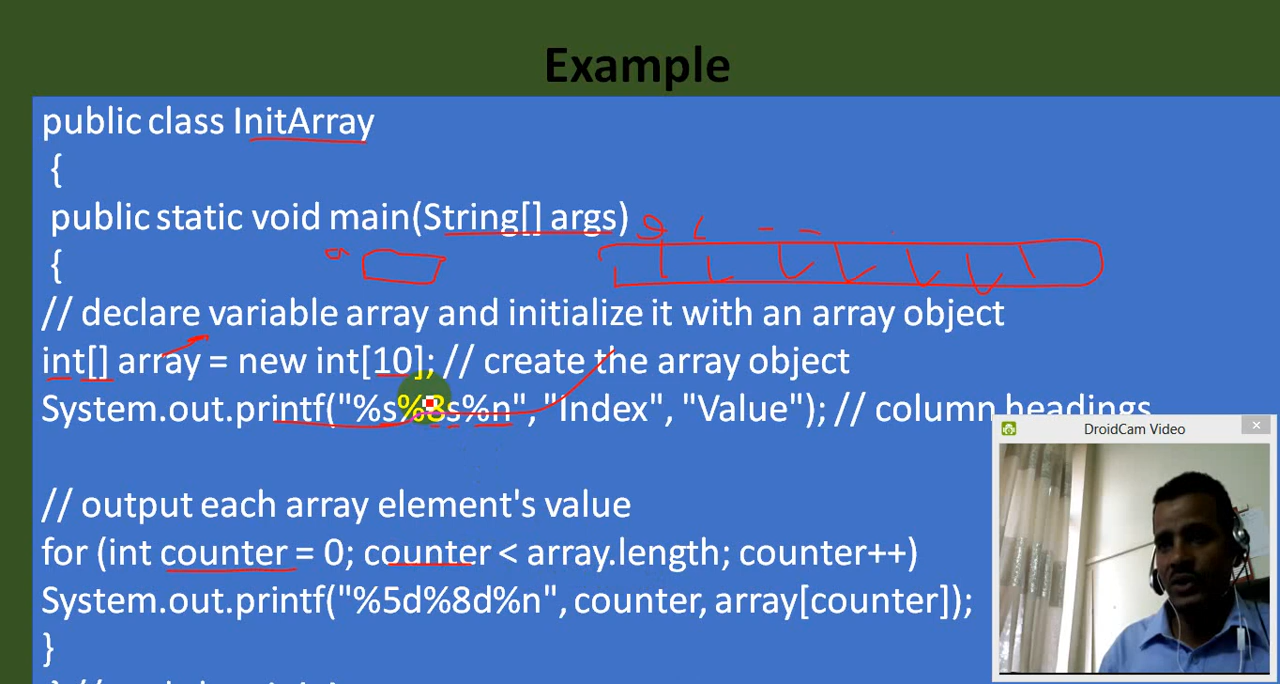 Example
public class InitArray
{
public static void main(String[] args)
{
// declare variable array and initialize it with an array object
int[] array = new int[10]; // create the array object
System.out.printf("%s%8s%n", "Index", "Value"); // column headings
DroidCam Video
// output each array element's value
for (int counter = 0; counter < array.length; counter++)
System.out.printf("%5d%8d%n", counter, array[counter]);
}